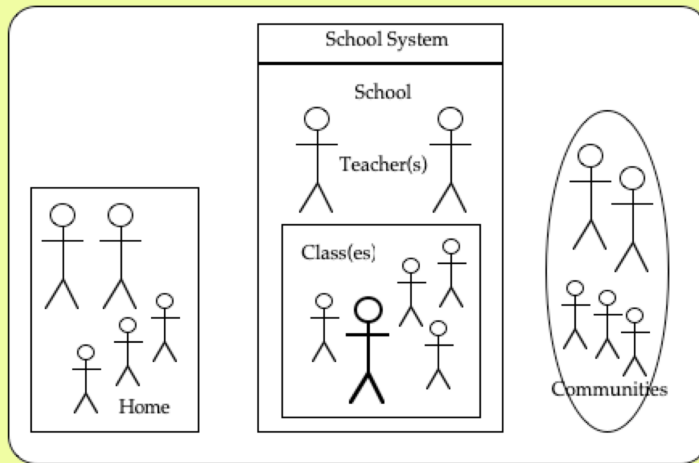 School System
School
Teacher(s)
Class(es)
Home
Communities